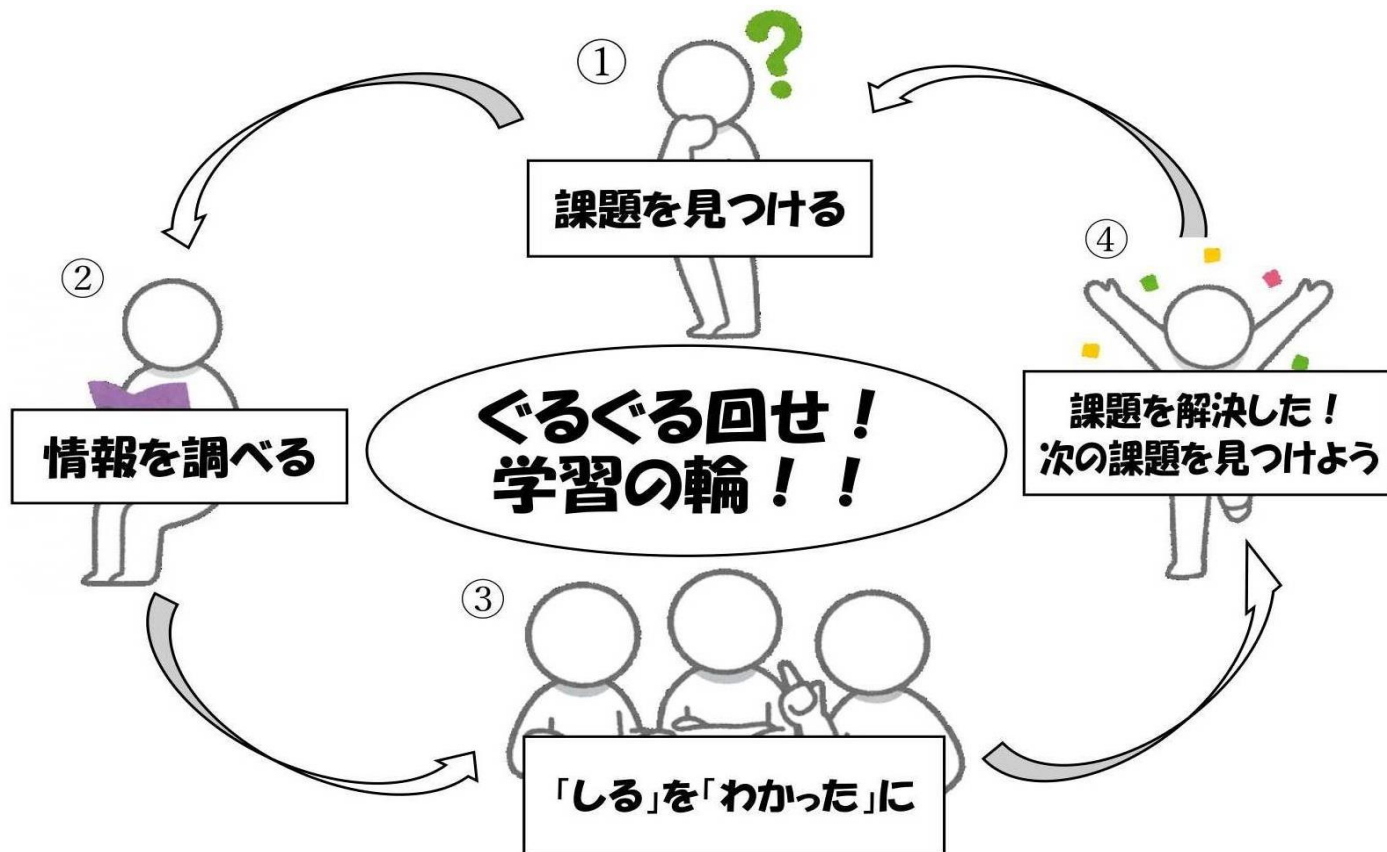 ①
課題を見つける
②
情報を調べる
ぐるぐる回せ！
学習の輪！！
③
「しる」を「わかった」に
④
課題を解決した！
次の課題を見つけよう